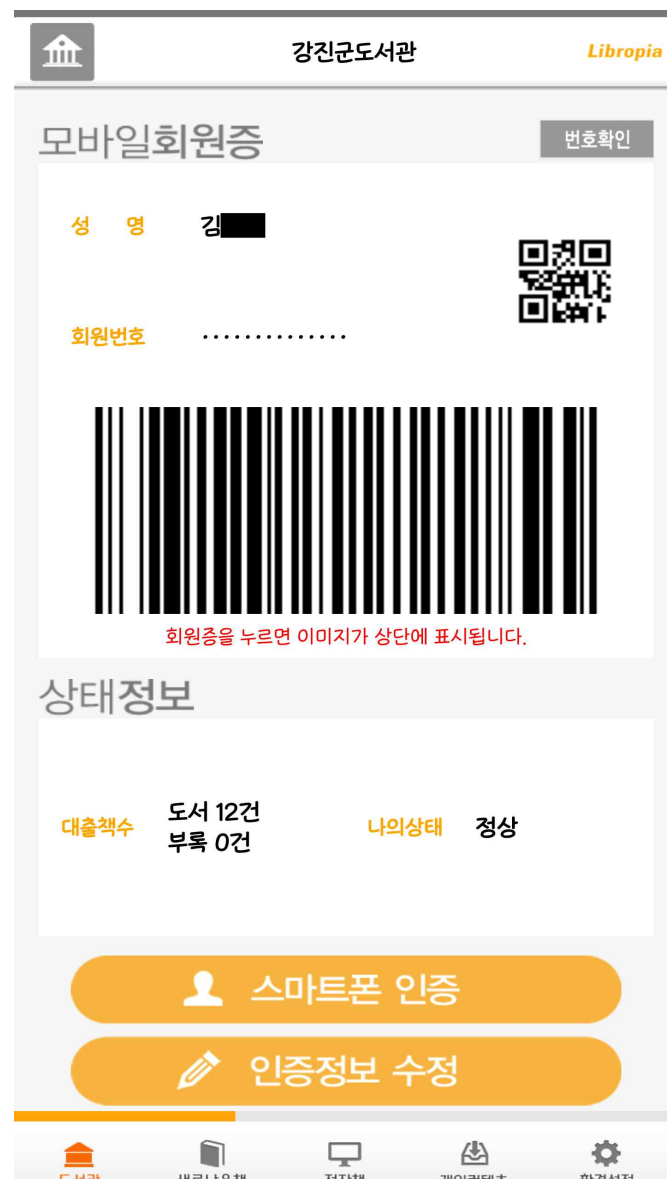 강진군도서관
Libropia
모바일회원증
번호확인
성 명 김
회원번호 ··············
회원증을 누르면 이미지가 상단에 표시됩니다.
상태정보
대출책수 도서 12건
부록 0건
나의상태 정상
스마트폰 인증
인증정보 수정